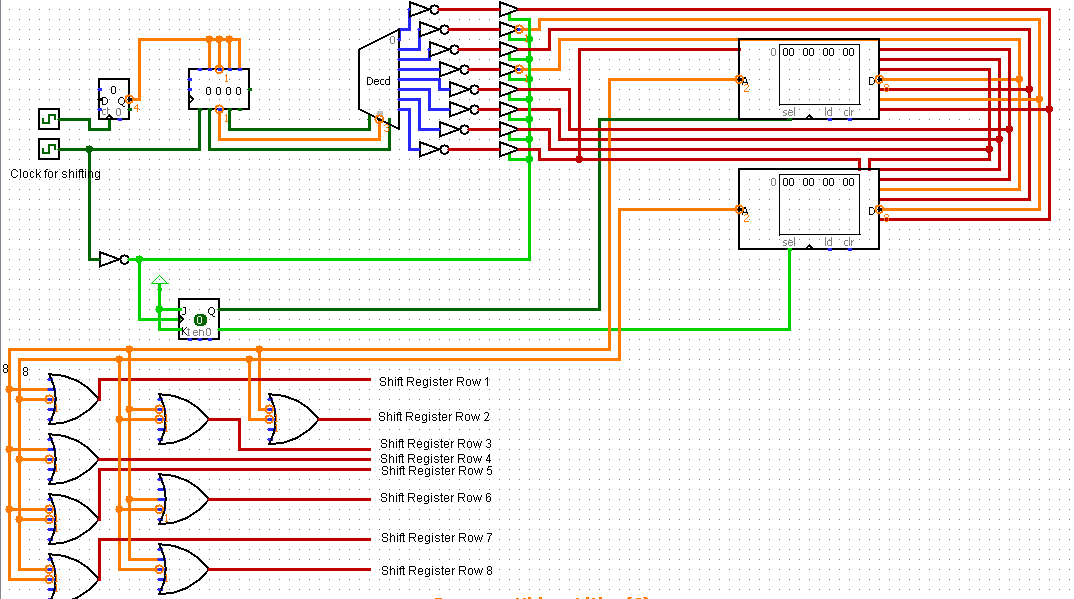 0
D Q
0
4
1
0 0 0 0
1
0
Decd
3
Clock for shifting
0 00 00 00 00
A D
2 8
sel ld clr
0 00 00 00 00
A D
2 8
sel ld clr
J Q
0
K en 0
8 8
Shift Register Row 1
Shift Register Row 2
Shift Register Row 3
Shift Register Row 4
Shift Register Row 5
Shift Register Row 6
Shift Register Row 7
Shift Register Row 8